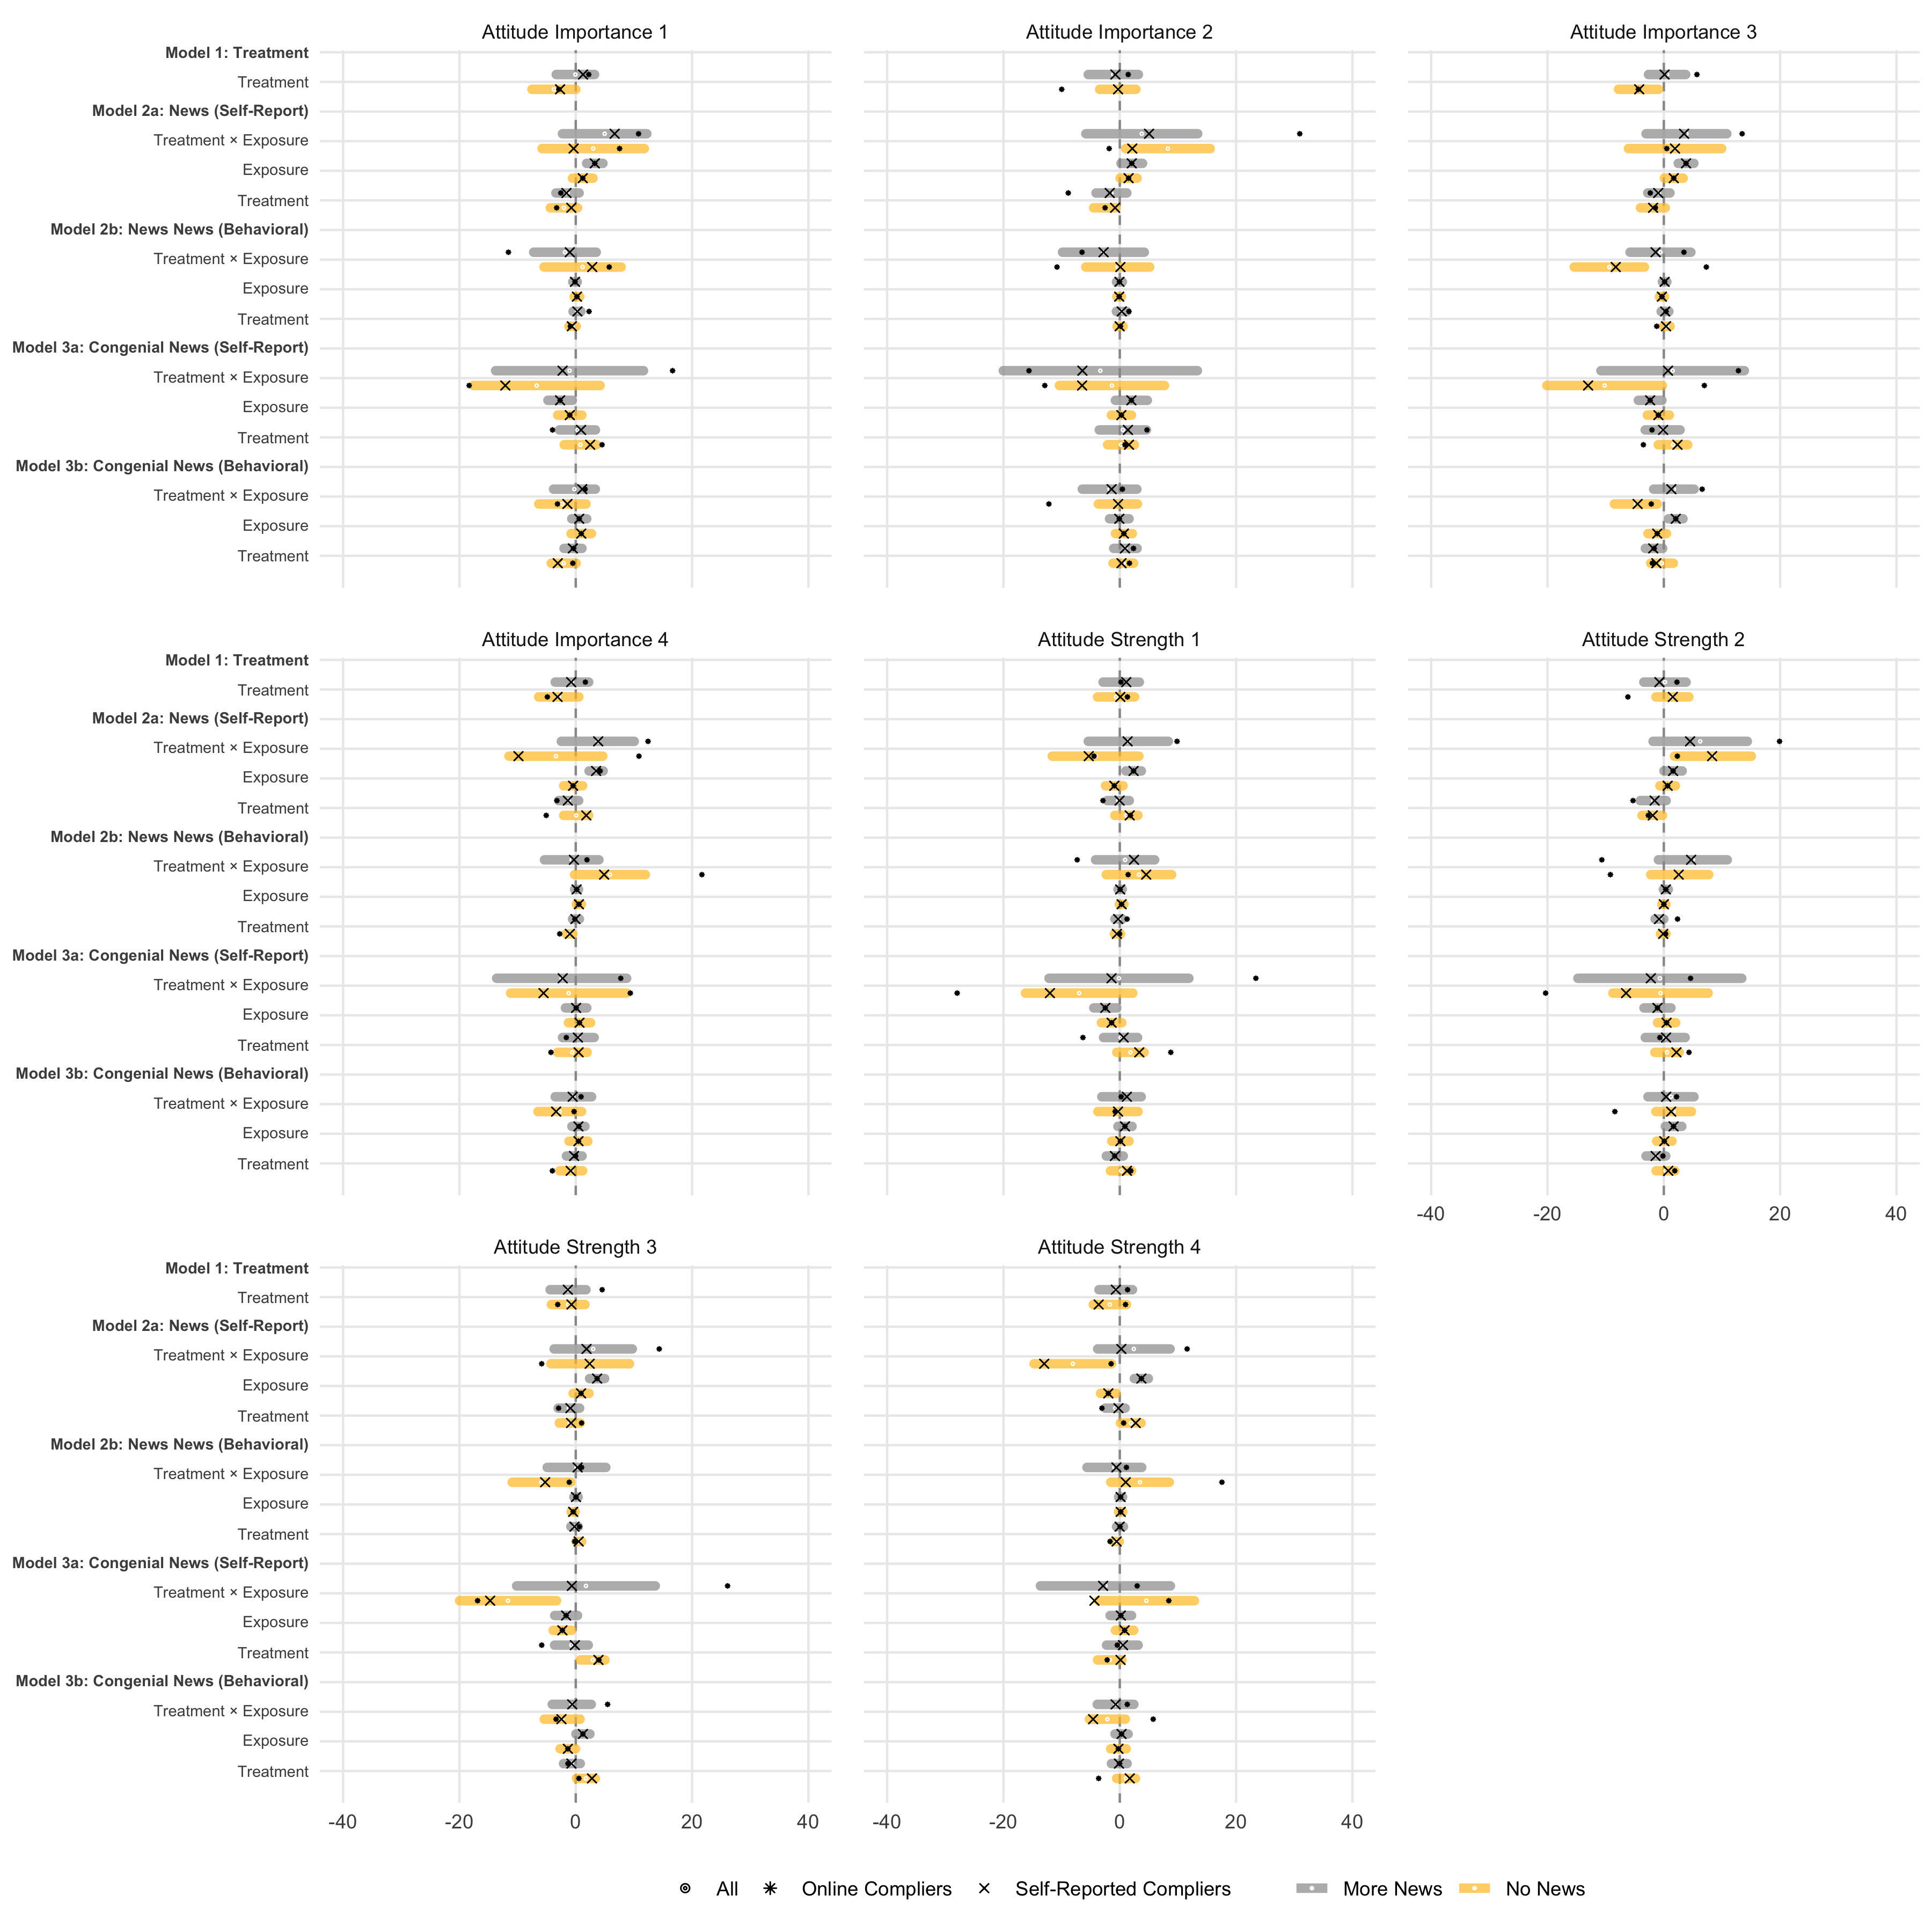 Attitude Importance 1 Attitude Importance 2 Attitude Importance 3
Model 1: Treatment
Treatment
Model 2a: News (Self-Report)
Treatment × Exposure
Exposure
Treatment
Model 2b: News News (Behavioral)
Treatment × Exposure
Exposure
Treatment
Model 3a: Congenial News (Self-Report)
Treatment × Exposure
Exposure
Treatment
Model 3b: Congenial News (Behavioral)
Treatment × Exposure
Exposure
Treatment
Attitude Importance 4 Attitude Strength 1 Attitude Strength 2
Model 1: Treatment
Treatment
Model 2a: News (Self-Report)
Treatment × Exposure
Exposure
Treatment
Model 2b: News News (Behavioral)
Treatment × Exposure
Exposure
Treatment
Model 3a: Congenial News (Self-Report)
Treatment × Exposure
Exposure
Treatment
Model 3b: Congenial News (Behavioral)
Treatment × Exposure
Exposure
Treatment
-40 -20 0 20 40
Attitude Strength 3 Attitude Strength 4
Model 1: Treatment
Treatment
Model 2a: News (Self-Report)
Treatment × Exposure
Exposure
Treatment
Model 2b: News News (Behavioral)
Treatment × Exposure
Exposure
Treatment
Model 3a: Congenial News (Self-Report)
Treatment × Exposure
Exposure
Treatment
Model 3b: Congenial News (Behavioral)
Treatment × Exposure
Exposure
Treatment
-40 -20 0 20 40 -40 -20 0 20 40
All Online Compliers Self-Reported Compliers More News No News